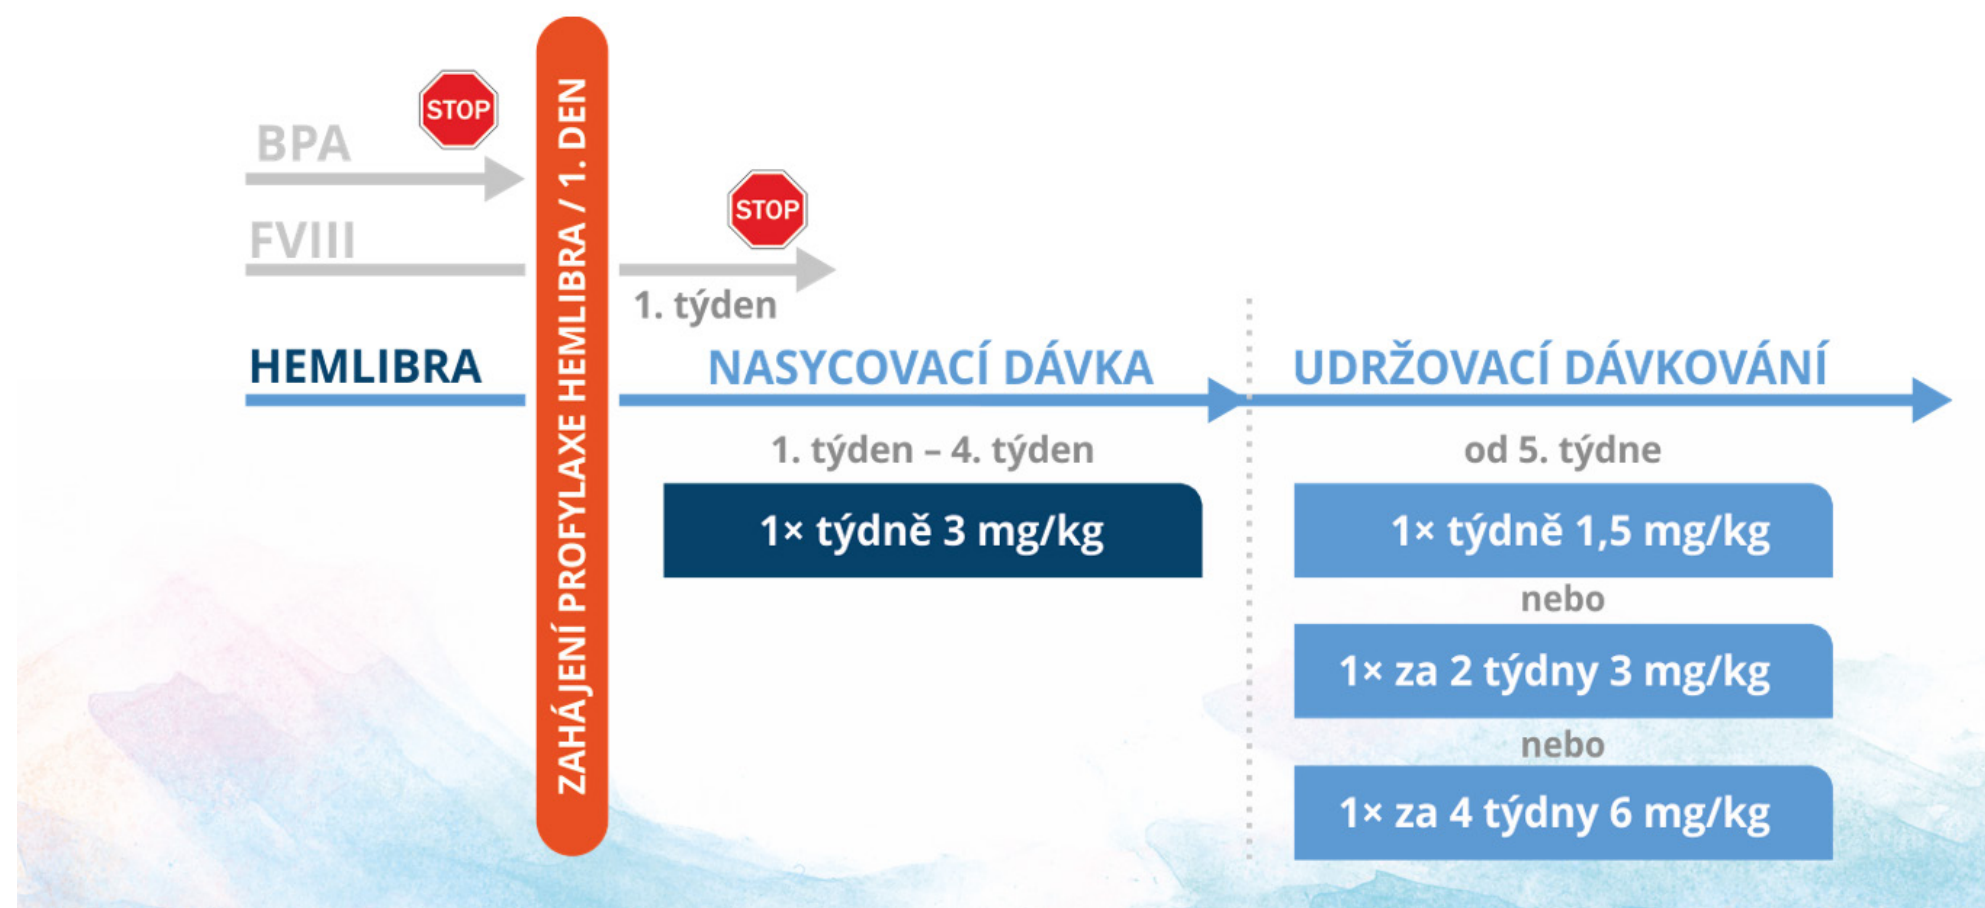 BPA
STOP
FVIII
STOP
1. týden
ZAHÁJENÍ PROFYLAXE HEMLIBRA / 1. DEN
HEMLIBRA
NASYCOVACÍ DÁVKA
1. týden – 4. týden
1× týdně 3 mg/kg
UDRŽOVACÍ DÁVKOVÁNÍ
od 5. týdne
1× týdně 1,5 mg/kg
nebo
1× za 2 týdny 3 mg/kg
nebo
1× za 4 týdny 6 mg/kg